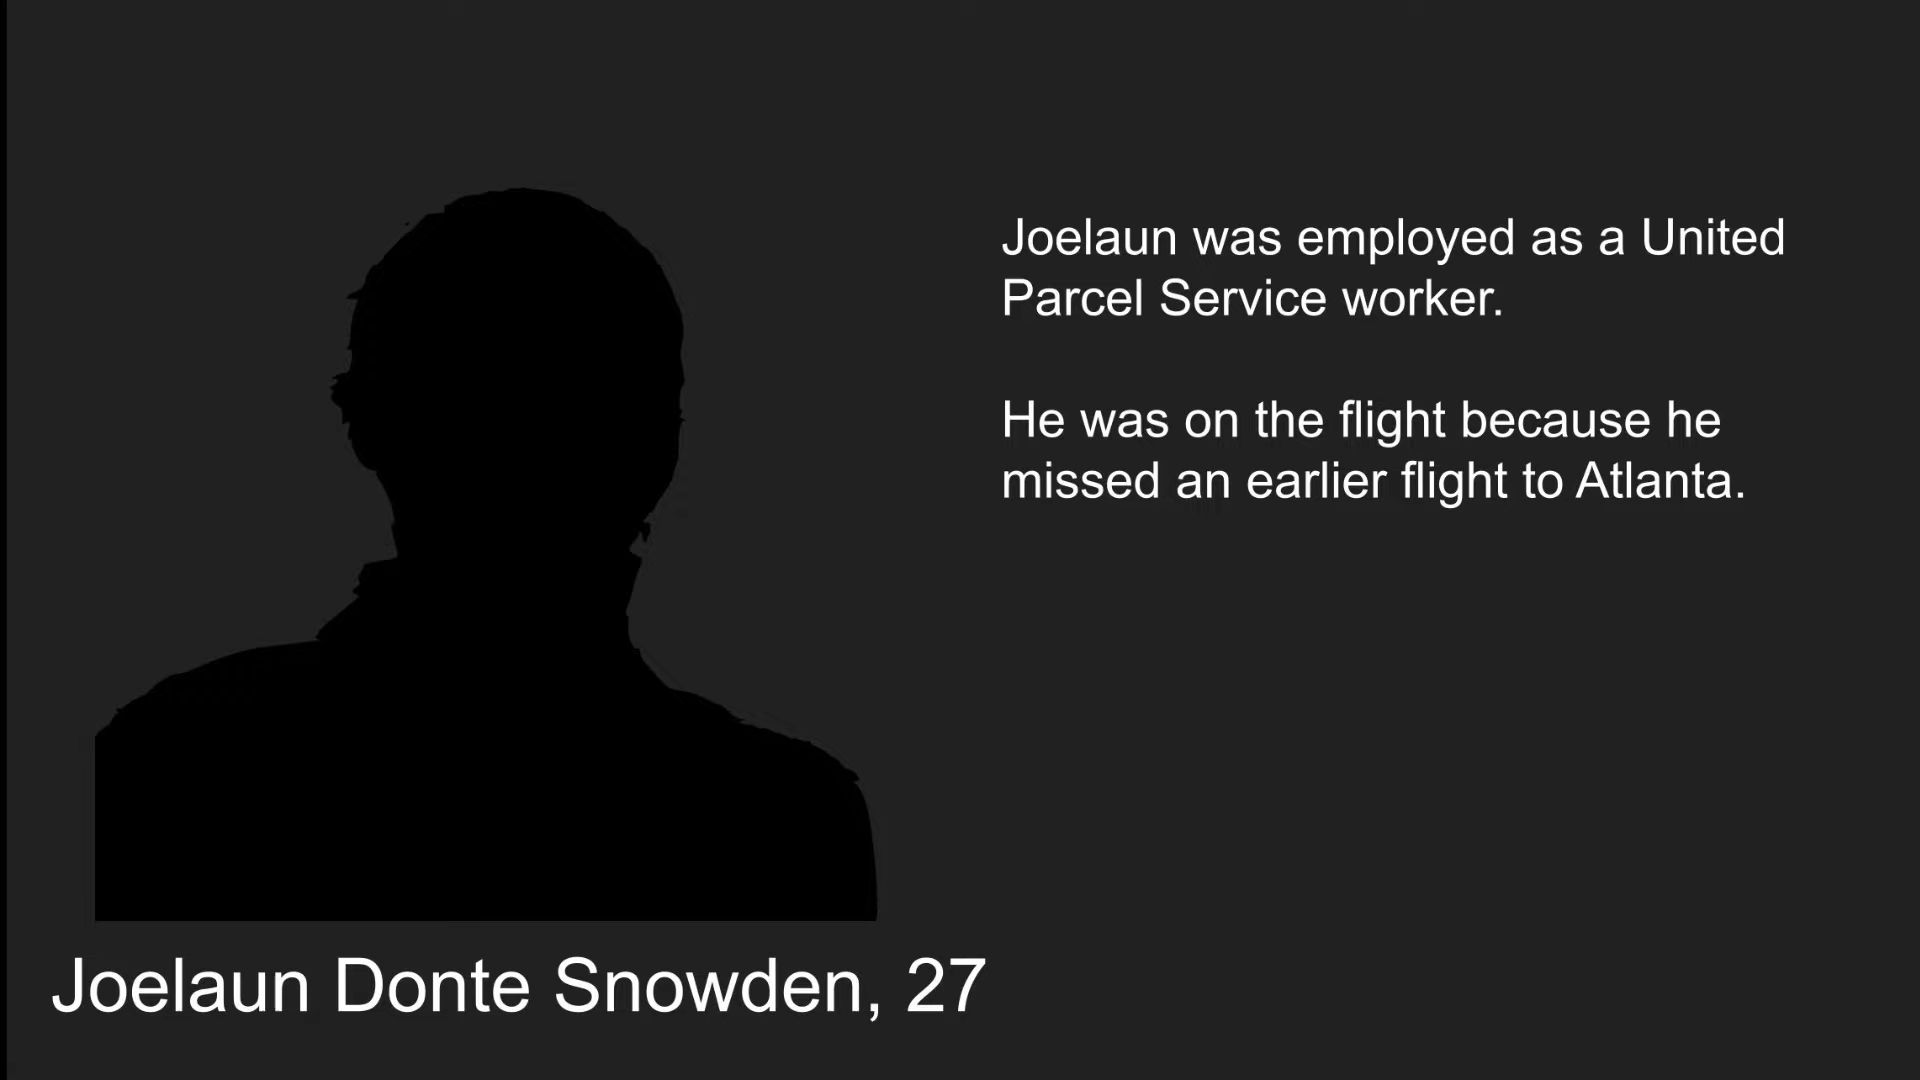 Joelaun was employed as a United
Parcel Service worker.
He was on the flight because he
missed an earlier flight to Atlanta.
Joelaun Donte Snowden, 27